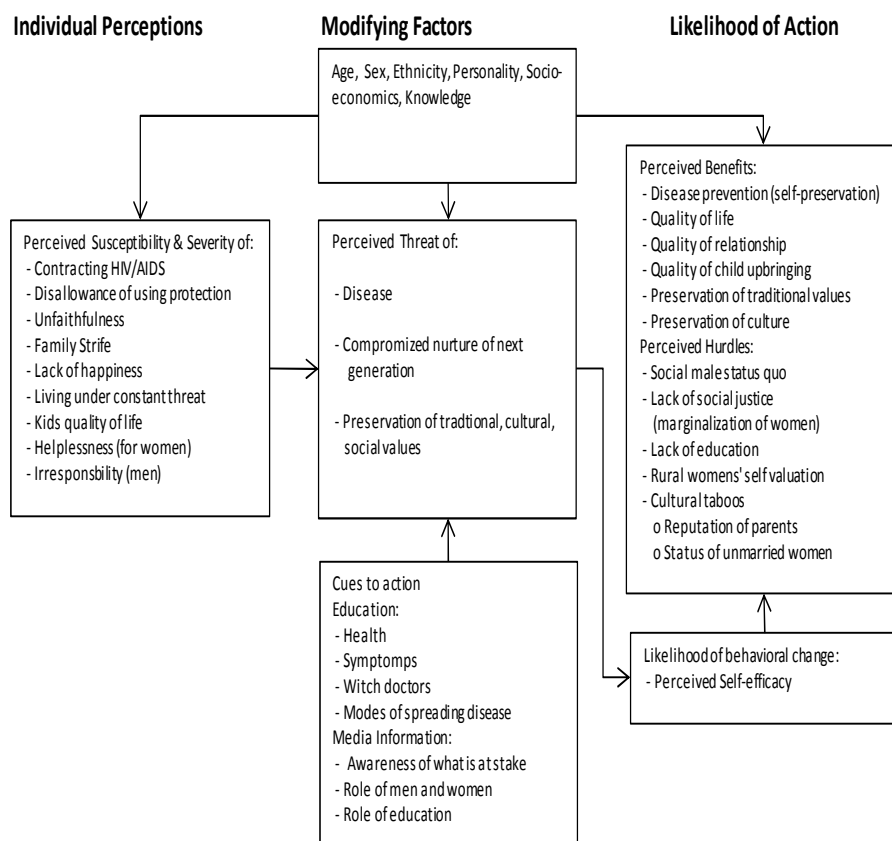 Individual Perceptions
Modifying Factors
Likelihood of Action
Age, Sex, Ethnicity, Personality, Socio-
economics, Knowledge
Perceived Susceptibility & Severity of:
- Contracting HIV/AIDS
- Disallowance of using protection
- Unfaithfulness
- Family Strife
- Lack of happiness
- Living under constant threat
- Kids quality of life
- Helplessness (for women)
- Irresponsbility (men)
Perceived Threat of:
- Disease
- Compromized nurture of next
generation
- Preservation of tradtional, cultural,
social values
Perceived Benefits:
- Disease prevention (self-preservation)
- Quality of life
- Quality of relationship
- Quality of child upbringing
- Preservation of traditional values
- Preservation of culture
Perceived Hurdles:
- Social male status quo
- Lack of social justice
(marginalization of women)
- Lack of education
- Rural womens' self valuation
- Cultural taboos
o Reputation of parents
o Status of unmarried women
Cues to action
Education:
- Health
- Symptomps
- Witch doctors
- Modes of spreading disease
Media Information:
- Awareness of what is at stake
- Role of men and women
- Role of education
Likelihood of behavioral change:
- Perceived Self-efficacy